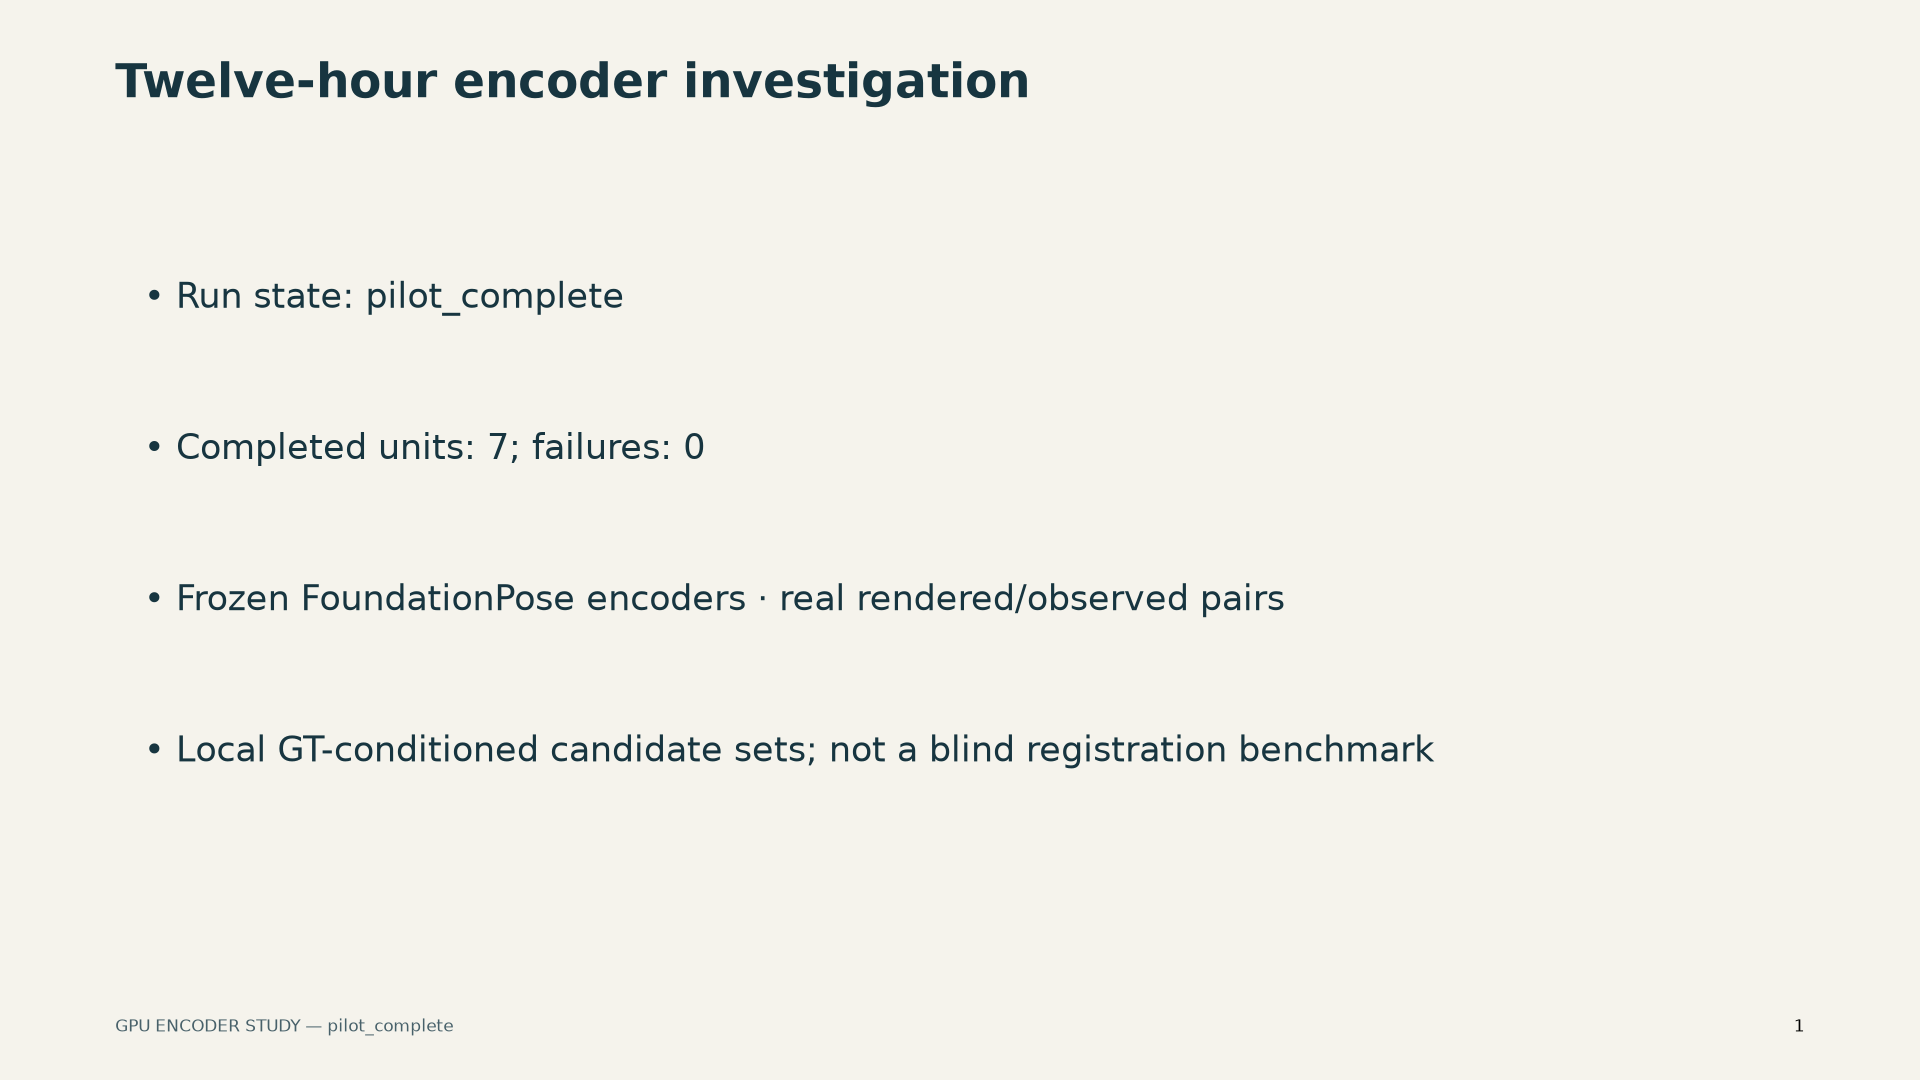 Twelve-hour encoder investigation
• Run state: pilot_complete
• Completed units: 7; failures: 0
• Frozen FoundationPose encoders · real rendered/observed pairs
• Local GT-conditioned candidate sets; not a blind registration benchmark
GPU ENCODER STUDY — pilot_complete
1